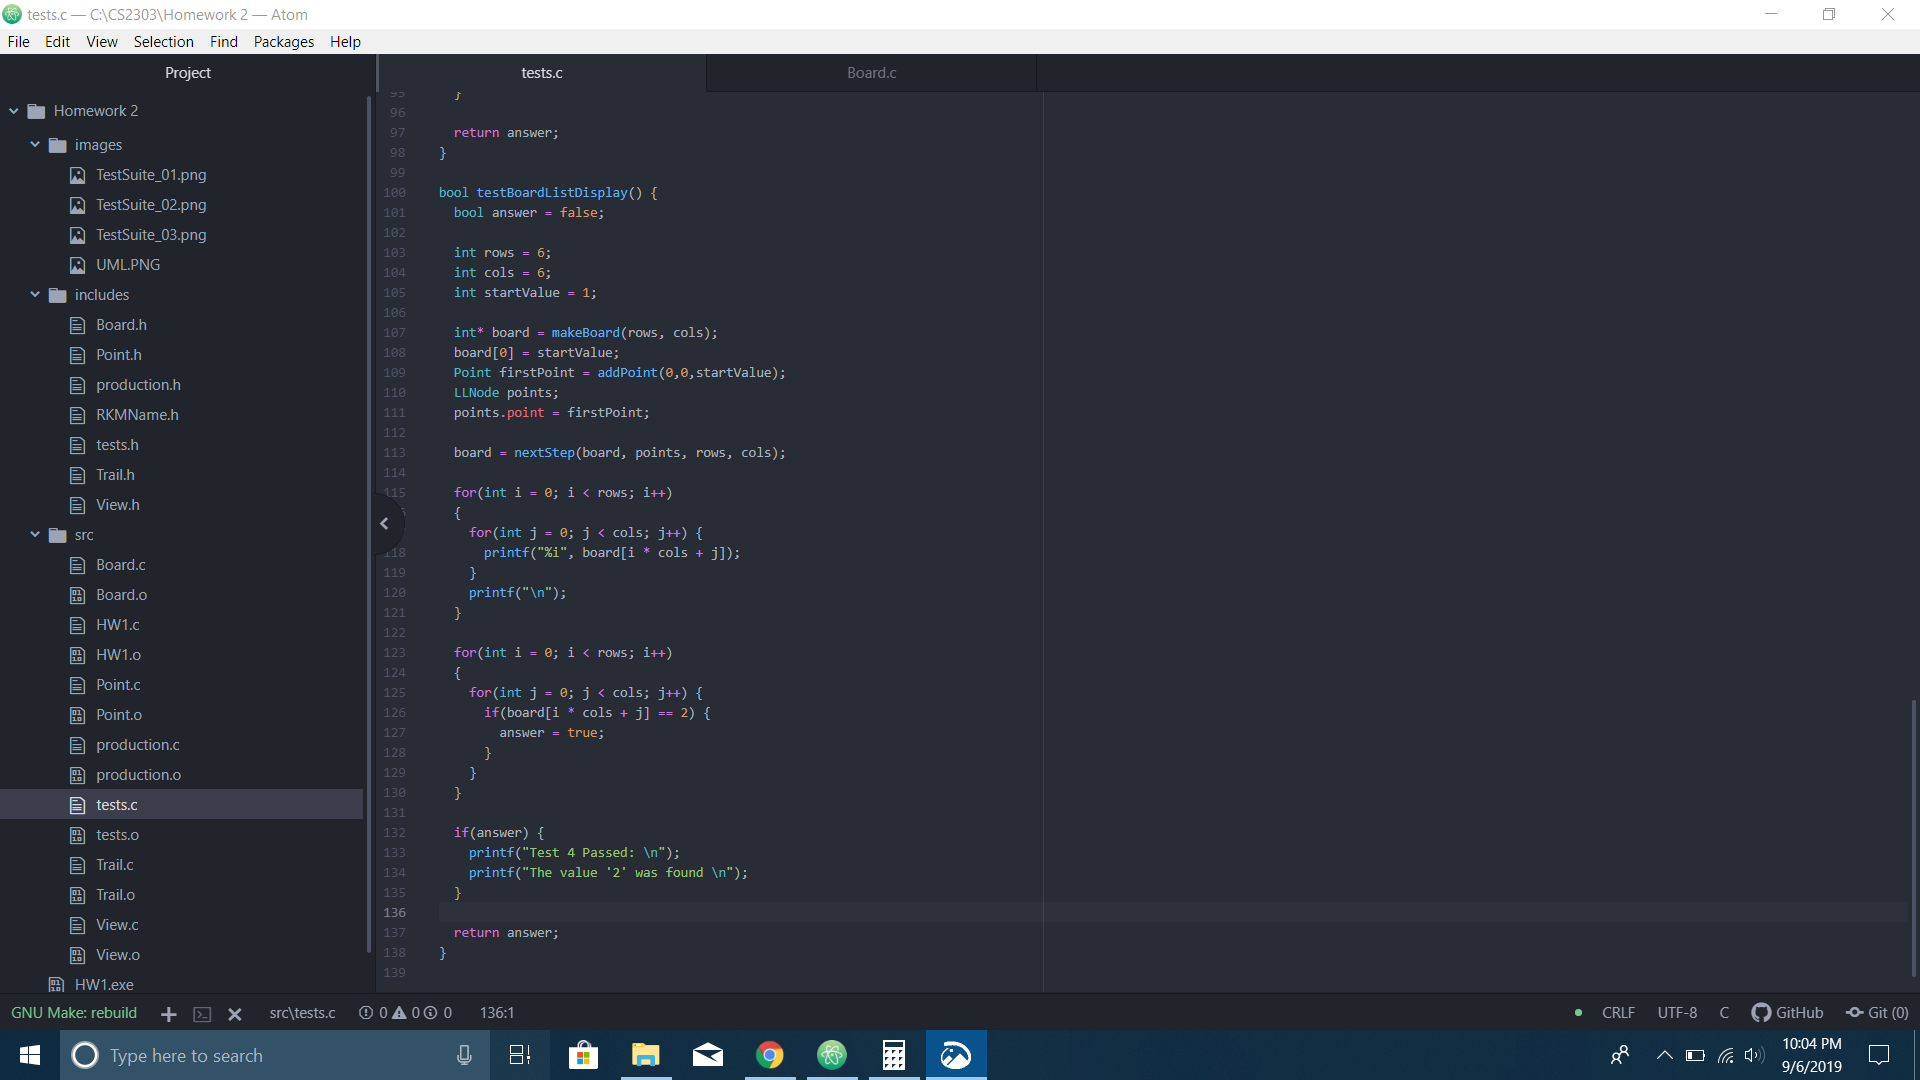 tests.c — C:\CS2303\Homework 2 — Atom
File Edit View Selection Find Packages Help
Project
Homework 2
images
TestSuite_01.png
TestSuite_02.png
TestSuite_03.png
UML.PNG
includes
Board.h
Point.h
production.h
RKMName.h
tests.h
Trail.h
View.h
src
Board.c
Board.o
HW1.c
HW1.o
Point.c
Point.o
production.c
production.o
tests.c
tests.o
Trail.c
Trail.o
View.c
View.o
HW1.exe
tests.c Board.c
95 }
96
97 return answer;
98 }
99
100 bool testBoardListDisplay() {
101 bool answer = false;
102
103 int rows = 6;
104 int cols = 6;
105 int startValue = 1;
106
107 int* board = makeBoard(rows, cols);
108 board[0] = startValue;
109 Point firstPoint = addPoint(0,0,startValue);
110 LLNode points;
111 points.point = firstPoint;
112
113 board = nextStep(board, points, rows, cols);
114
115 for(int i = 0; i < rows; i++)
{
for(int j = 0; j < cols; j++) {
118 printf("%i", board[i * cols + j]);
119 }
120 printf("\n");
121 }
122
123 for(int i = 0; i < rows; i++)
124 {
125 for(int j = 0; j < cols; j++) {
126 if(board[i * cols + j] == 2) {
127 answer = true;
128 }
129 }
130 }
131
132 if(answer) {
133 printf("Test 4 Passed: \n");
134 printf("The value '2' was found \n");
135 }
136
137 return answer;
138 }
139
GNU Make: rebuild src\tests.c 0 0 0 136:1 CRLF UTF-8 C GitHub Git (0)
Type here to search
10:04 PM
9/6/2019